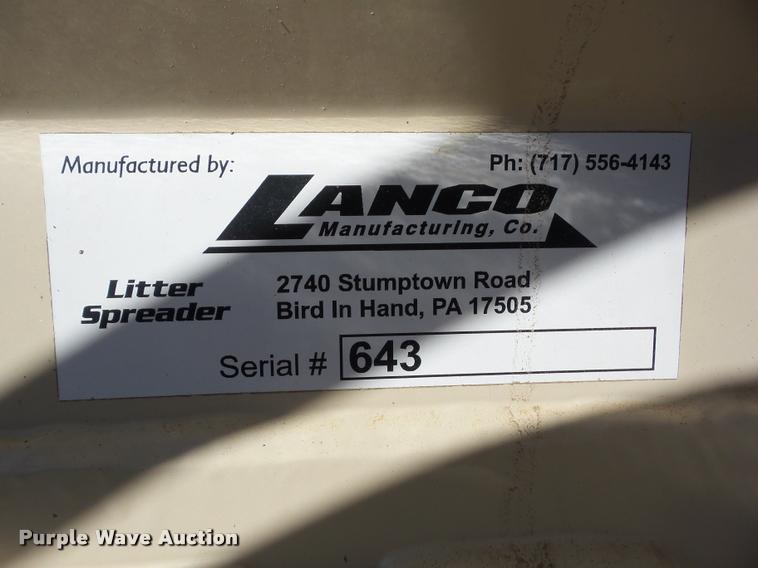 Manufactured by:
Ph: (717) 556-4143
LANCO
Manufacturing, Co.
Litter
Spreader
2740 Stumptown Road
Bird In Hand, PA 17505
Serial # 643
Purple Wave Auction